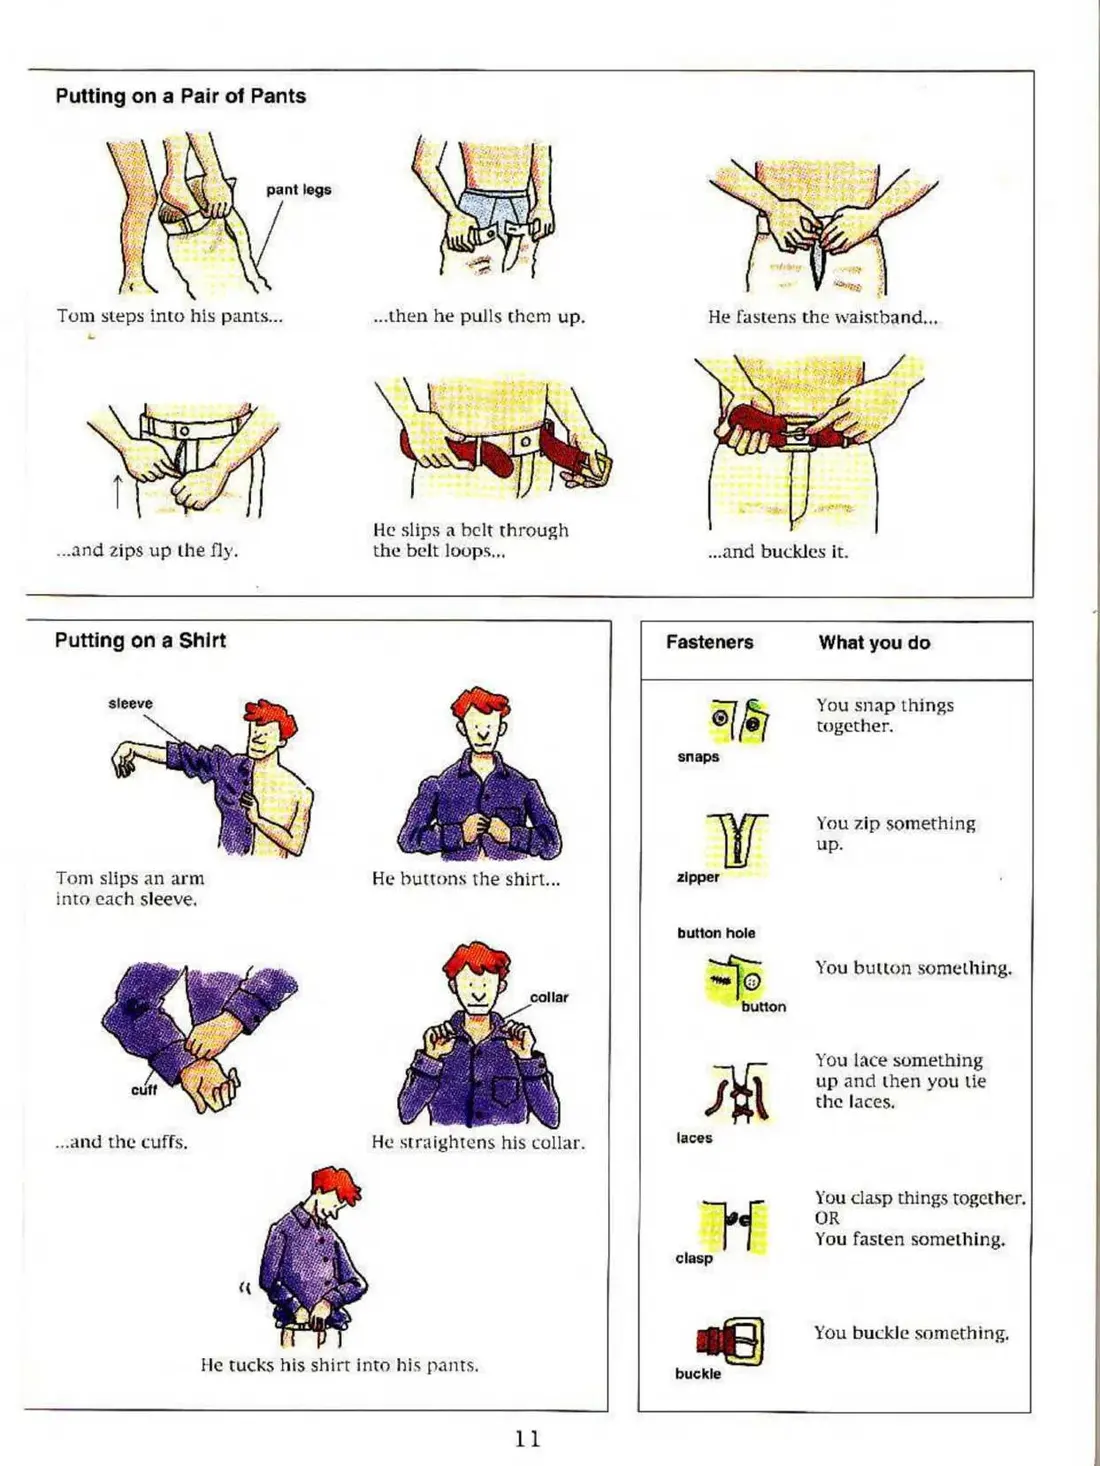 Putting on a Pair of Pants
pant legs
Tom steps into his pants...
...then he pulls them up.
He fastens the waistband...
...and zips up the fly.
He slips a belt through
the belt loops...
...and buckles it.
Putting on a Shirt
sleeve
Tom slips an arm
into each sleeve.
He buttons the shirt...
cuff
...and the cuffs.
collar
He straightens his collar.
He tucks his shirt into his pants.
Fasteners What you do
snaps
You snap things
together.
zipper
You zip something
up.
button hole
button
You button something.
laces
You lace something
up and then you tie
the laces.
clasp
You clasp things together.
OR
You fasten something.
buckle
You buckle something.
11